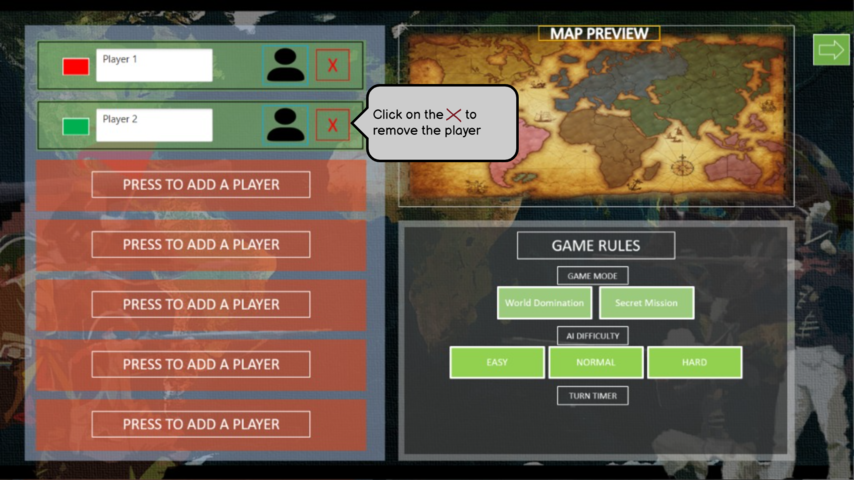 Player 1
X
Player 2
X
Click on the X to
remove the player
PRESS TO ADD A PLAYER
PRESS TO ADD A PLAYER
PRESS TO ADD A PLAYER
PRESS TO ADD A PLAYER
PRESS TO ADD A PLAYER
MAP PREVIEW
GAME RULES
GAME MODE
World Domination
Secret Mission
AI DIFFICULTY
EASY
NORMAL
HARD
TURN TIMER